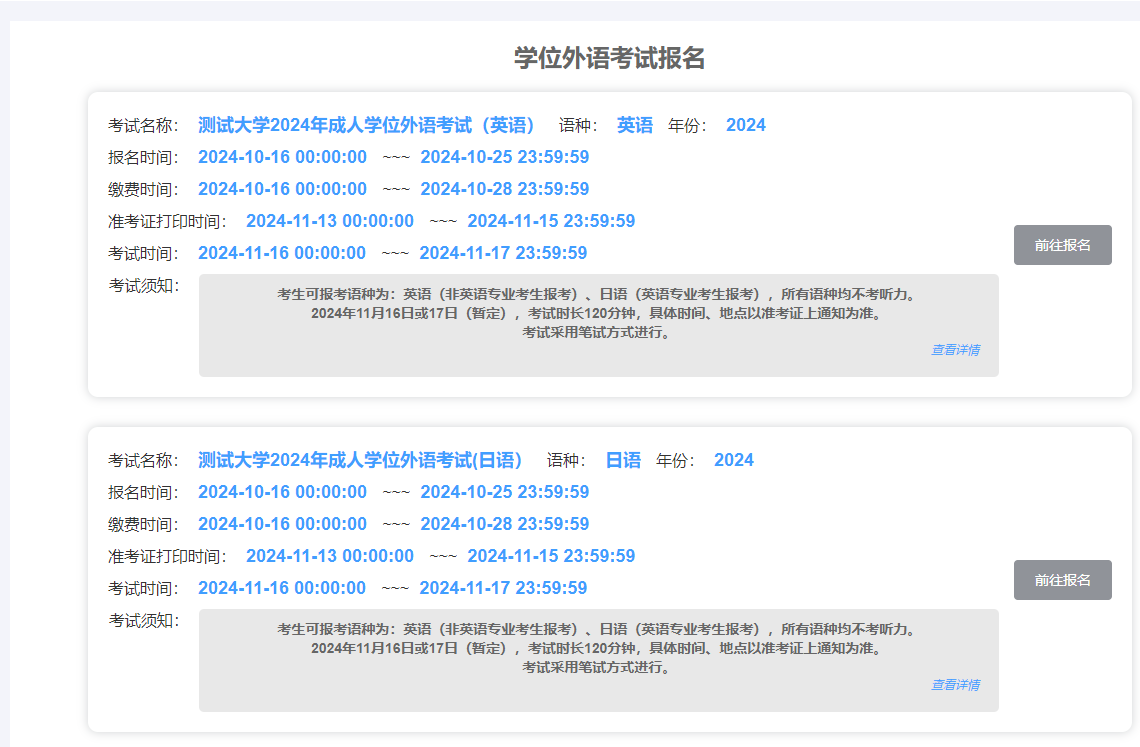 学位外语考试报名
考试名称： 测试大学2024年成人学位外语考试（英语） 语种： 英语 年份： 2024
报名时间： 2024-10-16 00:00:00 ~~~ 2024-10-25 23:59:59
缴费时间： 2024-10-16 00:00:00 ~~~ 2024-10-28 23:59:59
准考证打印时间： 2024-11-13 00:00:00 ~~~ 2024-11-15 23:59:59
考试时间： 2024-11-16 00:00:00 ~~~ 2024-11-17 23:59:59
前往报名
考试须知：
考生可报考语种为：英语（非英语专业考生报考）、日语（英语专业考生报考），所有语种均不考听力。
2024年11月16日或17日（暂定），考试时长120分钟，具体时间、地点以准考证上通知为准。
考试采用笔试方式进行。
查看详情
考试名称： 测试大学2024年成人学位外语考试(日语） 语种： 日语 年份： 2024
报名时间： 2024-10-16 00:00:00 ~~~ 2024-10-25 23:59:59
缴费时间： 2024-10-16 00:00:00 ~~~ 2024-10-28 23:59:59
准考证打印时间： 2024-11-13 00:00:00 ~~~ 2024-11-15 23:59:59
考试时间： 2024-11-16 00:00:00 ~~~ 2024-11-17 23:59:59
前往报名
考试须知：
考生可报考语种为：英语（非英语专业考生报考）、日语（英语专业考生报考），所有语种均不考听力。
2024年11月16日或17日（暂定），考试时长120分钟，具体时间、地点以准考证上通知为准。
考试采用笔试方式进行。
查看详情